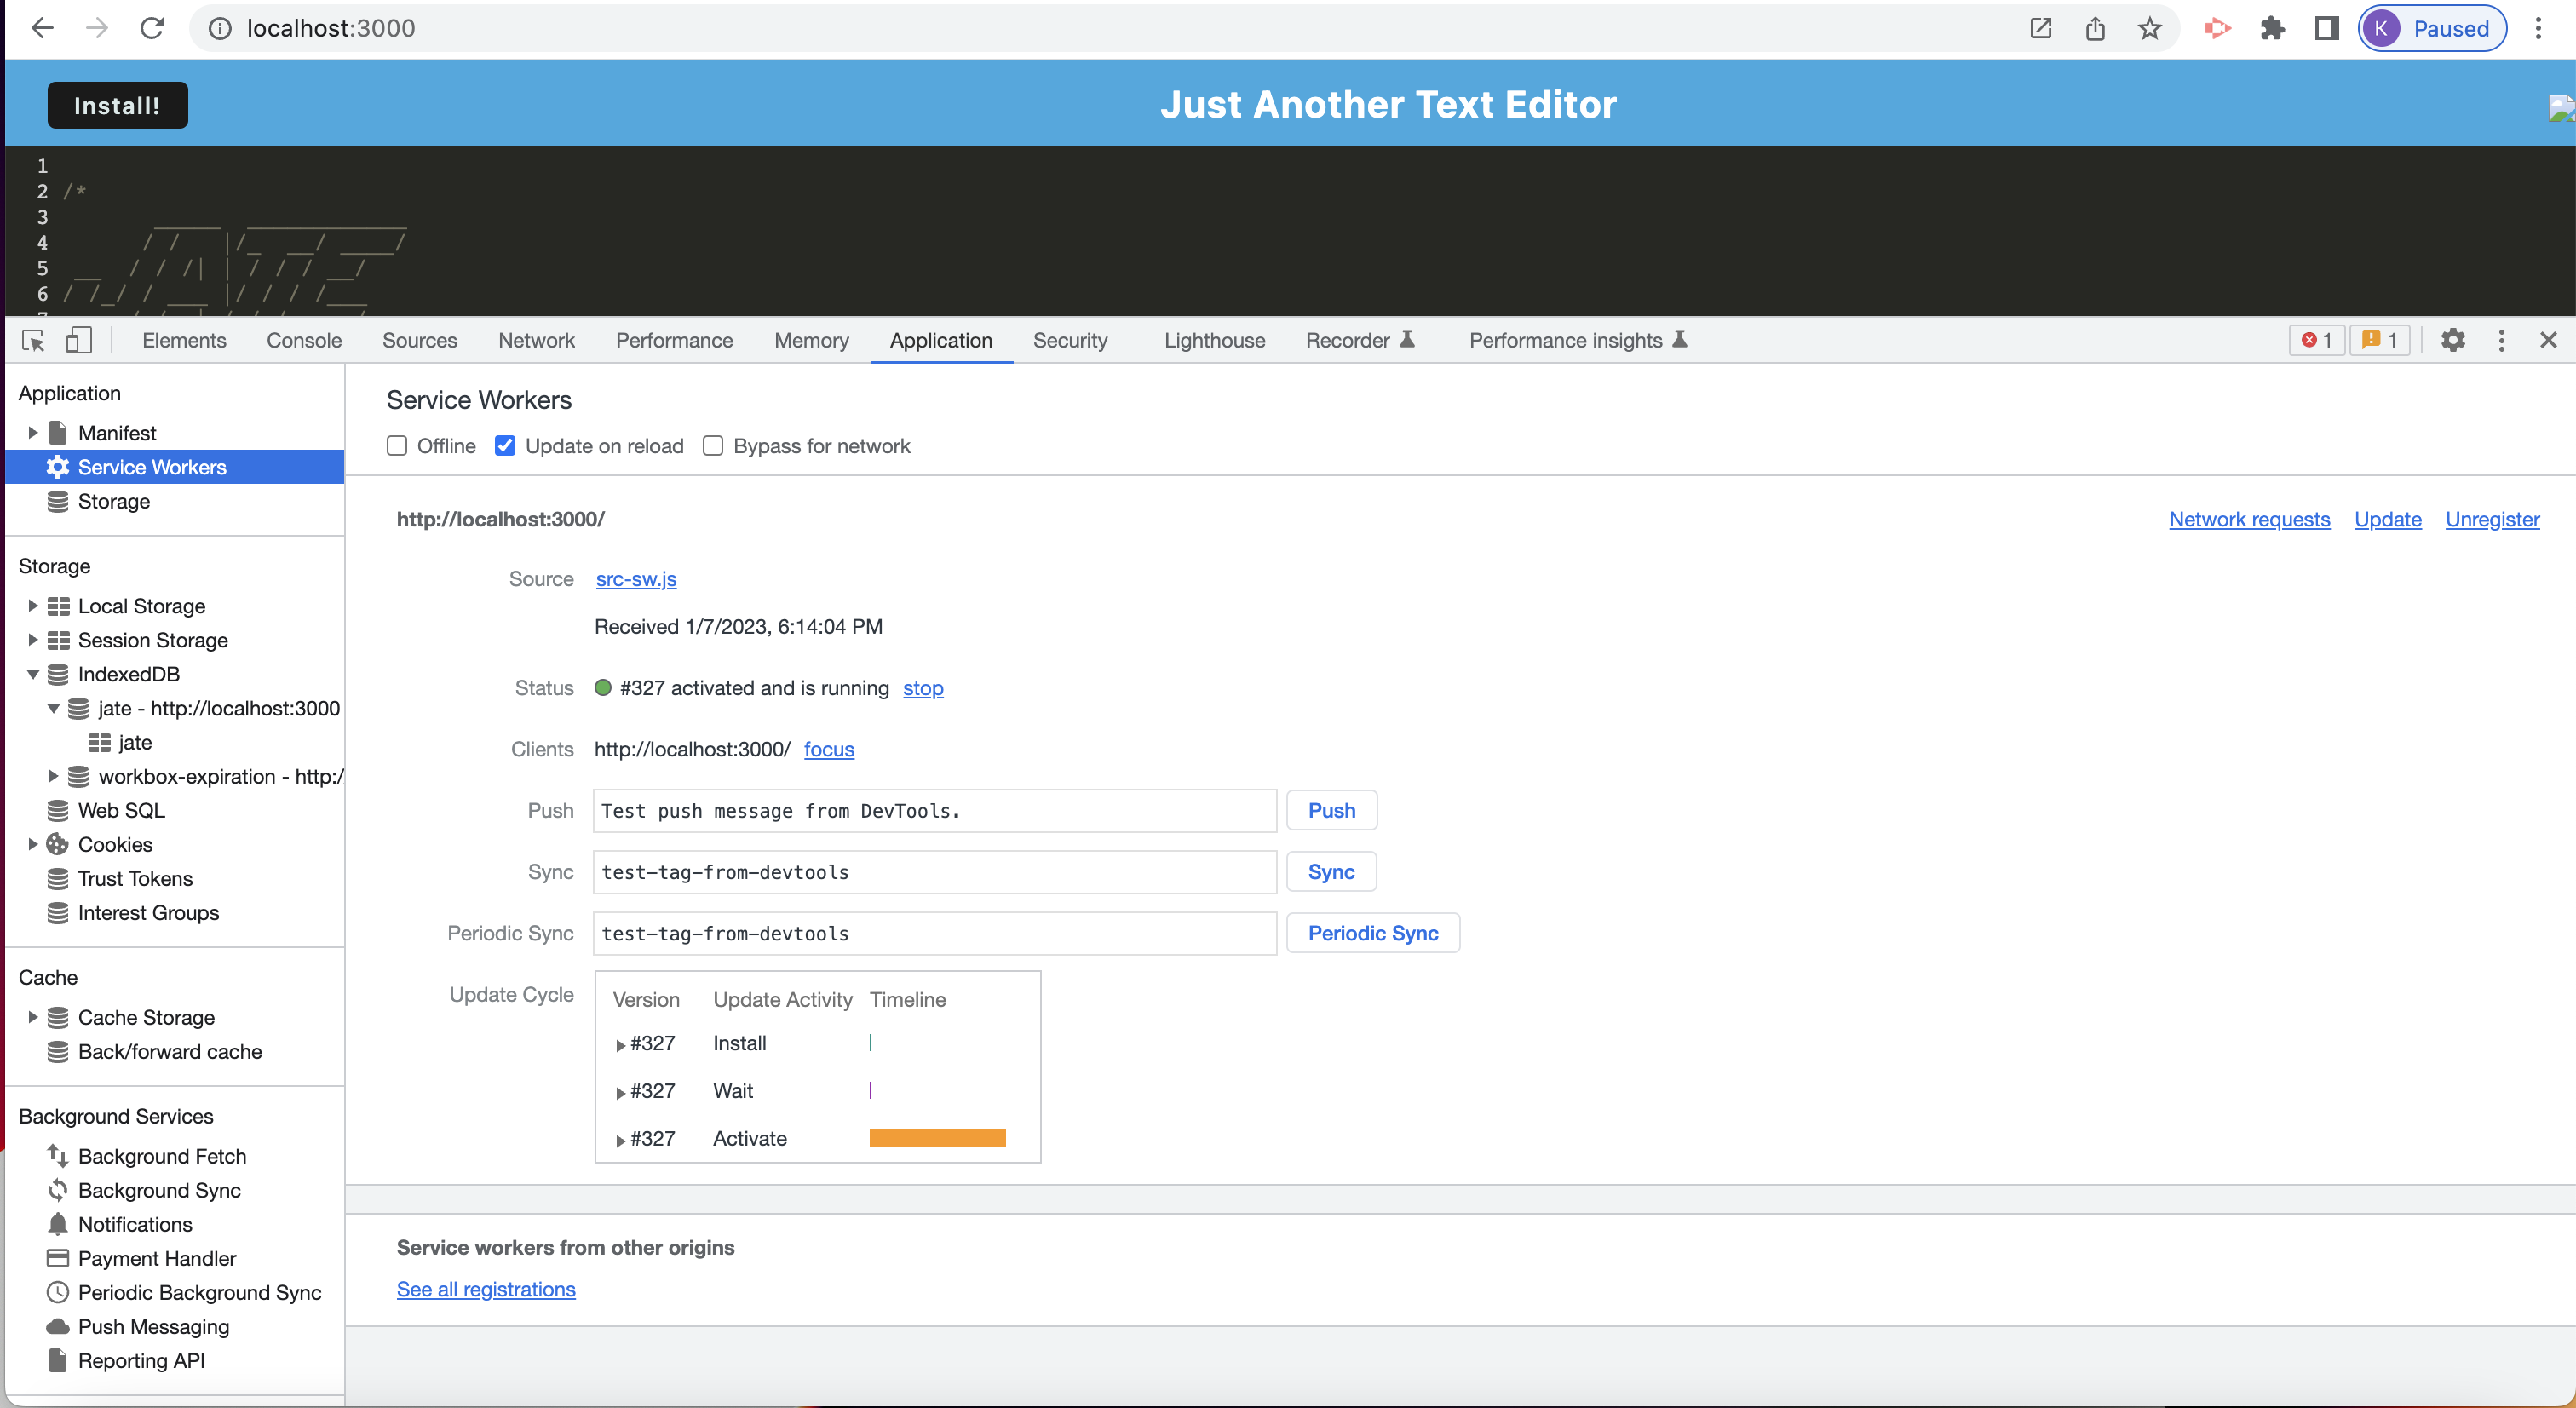 localhost:3000
K Paused
Install!
Just Another Text Editor
1
2 /*
3
4
5
6
Elements Console Sources Network Performance Memory Application Security Lighthouse Recorder Performance insights 1 1
Application
Manifest
Service Workers
Storage
Storage
Local Storage
Session Storage
IndexedDB
jate - http://localhost:3000
jate
workbox-expiration - http:/
Web SQL
Cookies
Trust Tokens
Interest Groups
Cache
Cache Storage
Back/forward cache
Background Services
Background Fetch
Background Sync
Notifications
Payment Handler
Periodic Background Sync
Push Messaging
Reporting API
Service Workers
Offline Update on reload Bypass for network
http://localhost:3000/ Network requests Update Unregister
Source src-sw.js
Received 1/7/2023, 6:14:04 PM
Status #327 activated and is running stop
Clients http://localhost:3000/ focus
Push Test push message from DevTools. Push
Sync test-tag-from-devtools Sync
Periodic Sync test-tag-from-devtools Periodic Sync
Update Cycle Version Update Activity Timeline
#327 Install
#327 Wait
#327 Activate
Service workers from other origins
See all registrations